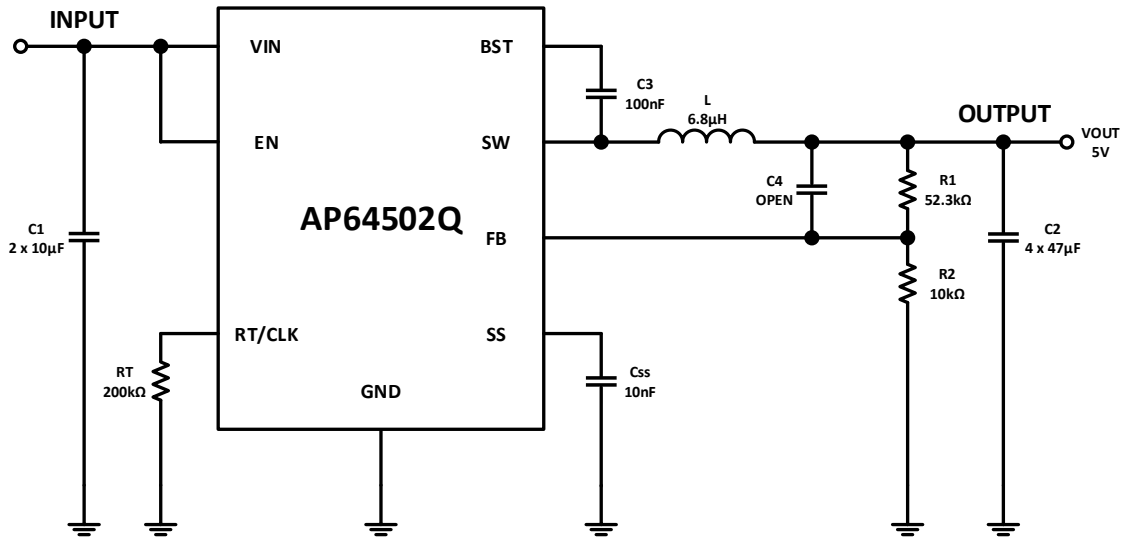 INPUT
VIN
BST
C3
100nF
L
6.8µH
OUTPUT
VOUT
5V
EN
SW
C4
OPEN
R1
52.3kΩ
AP64502Q
C1
2 x 10µF
FB
C2
4 x 47µF
R2
10kΩ
RT/CLK
SS
RT
200kΩ
GND
Css
10nF